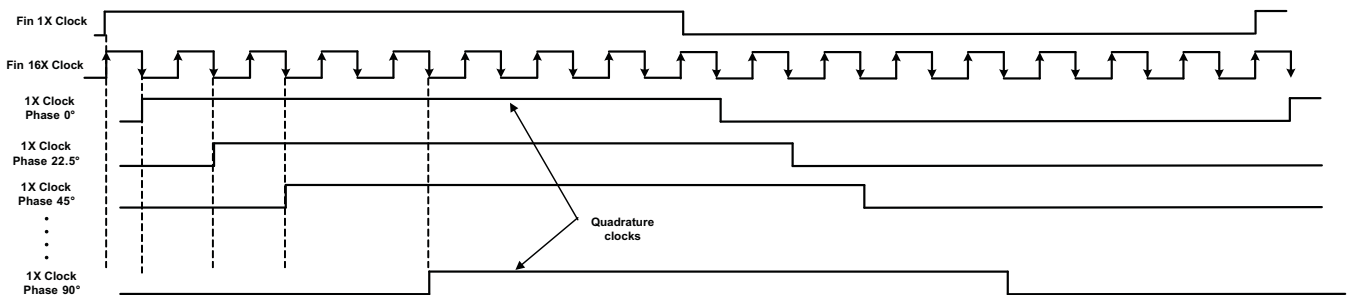 Fin 1X Clock
Fin 16X Clock
1X Clock
Phase 0°
1X Clock
Phase 22.5°
1X Clock
Phase 45°
Quadrature
clocks
1X Clock
Phase 90°